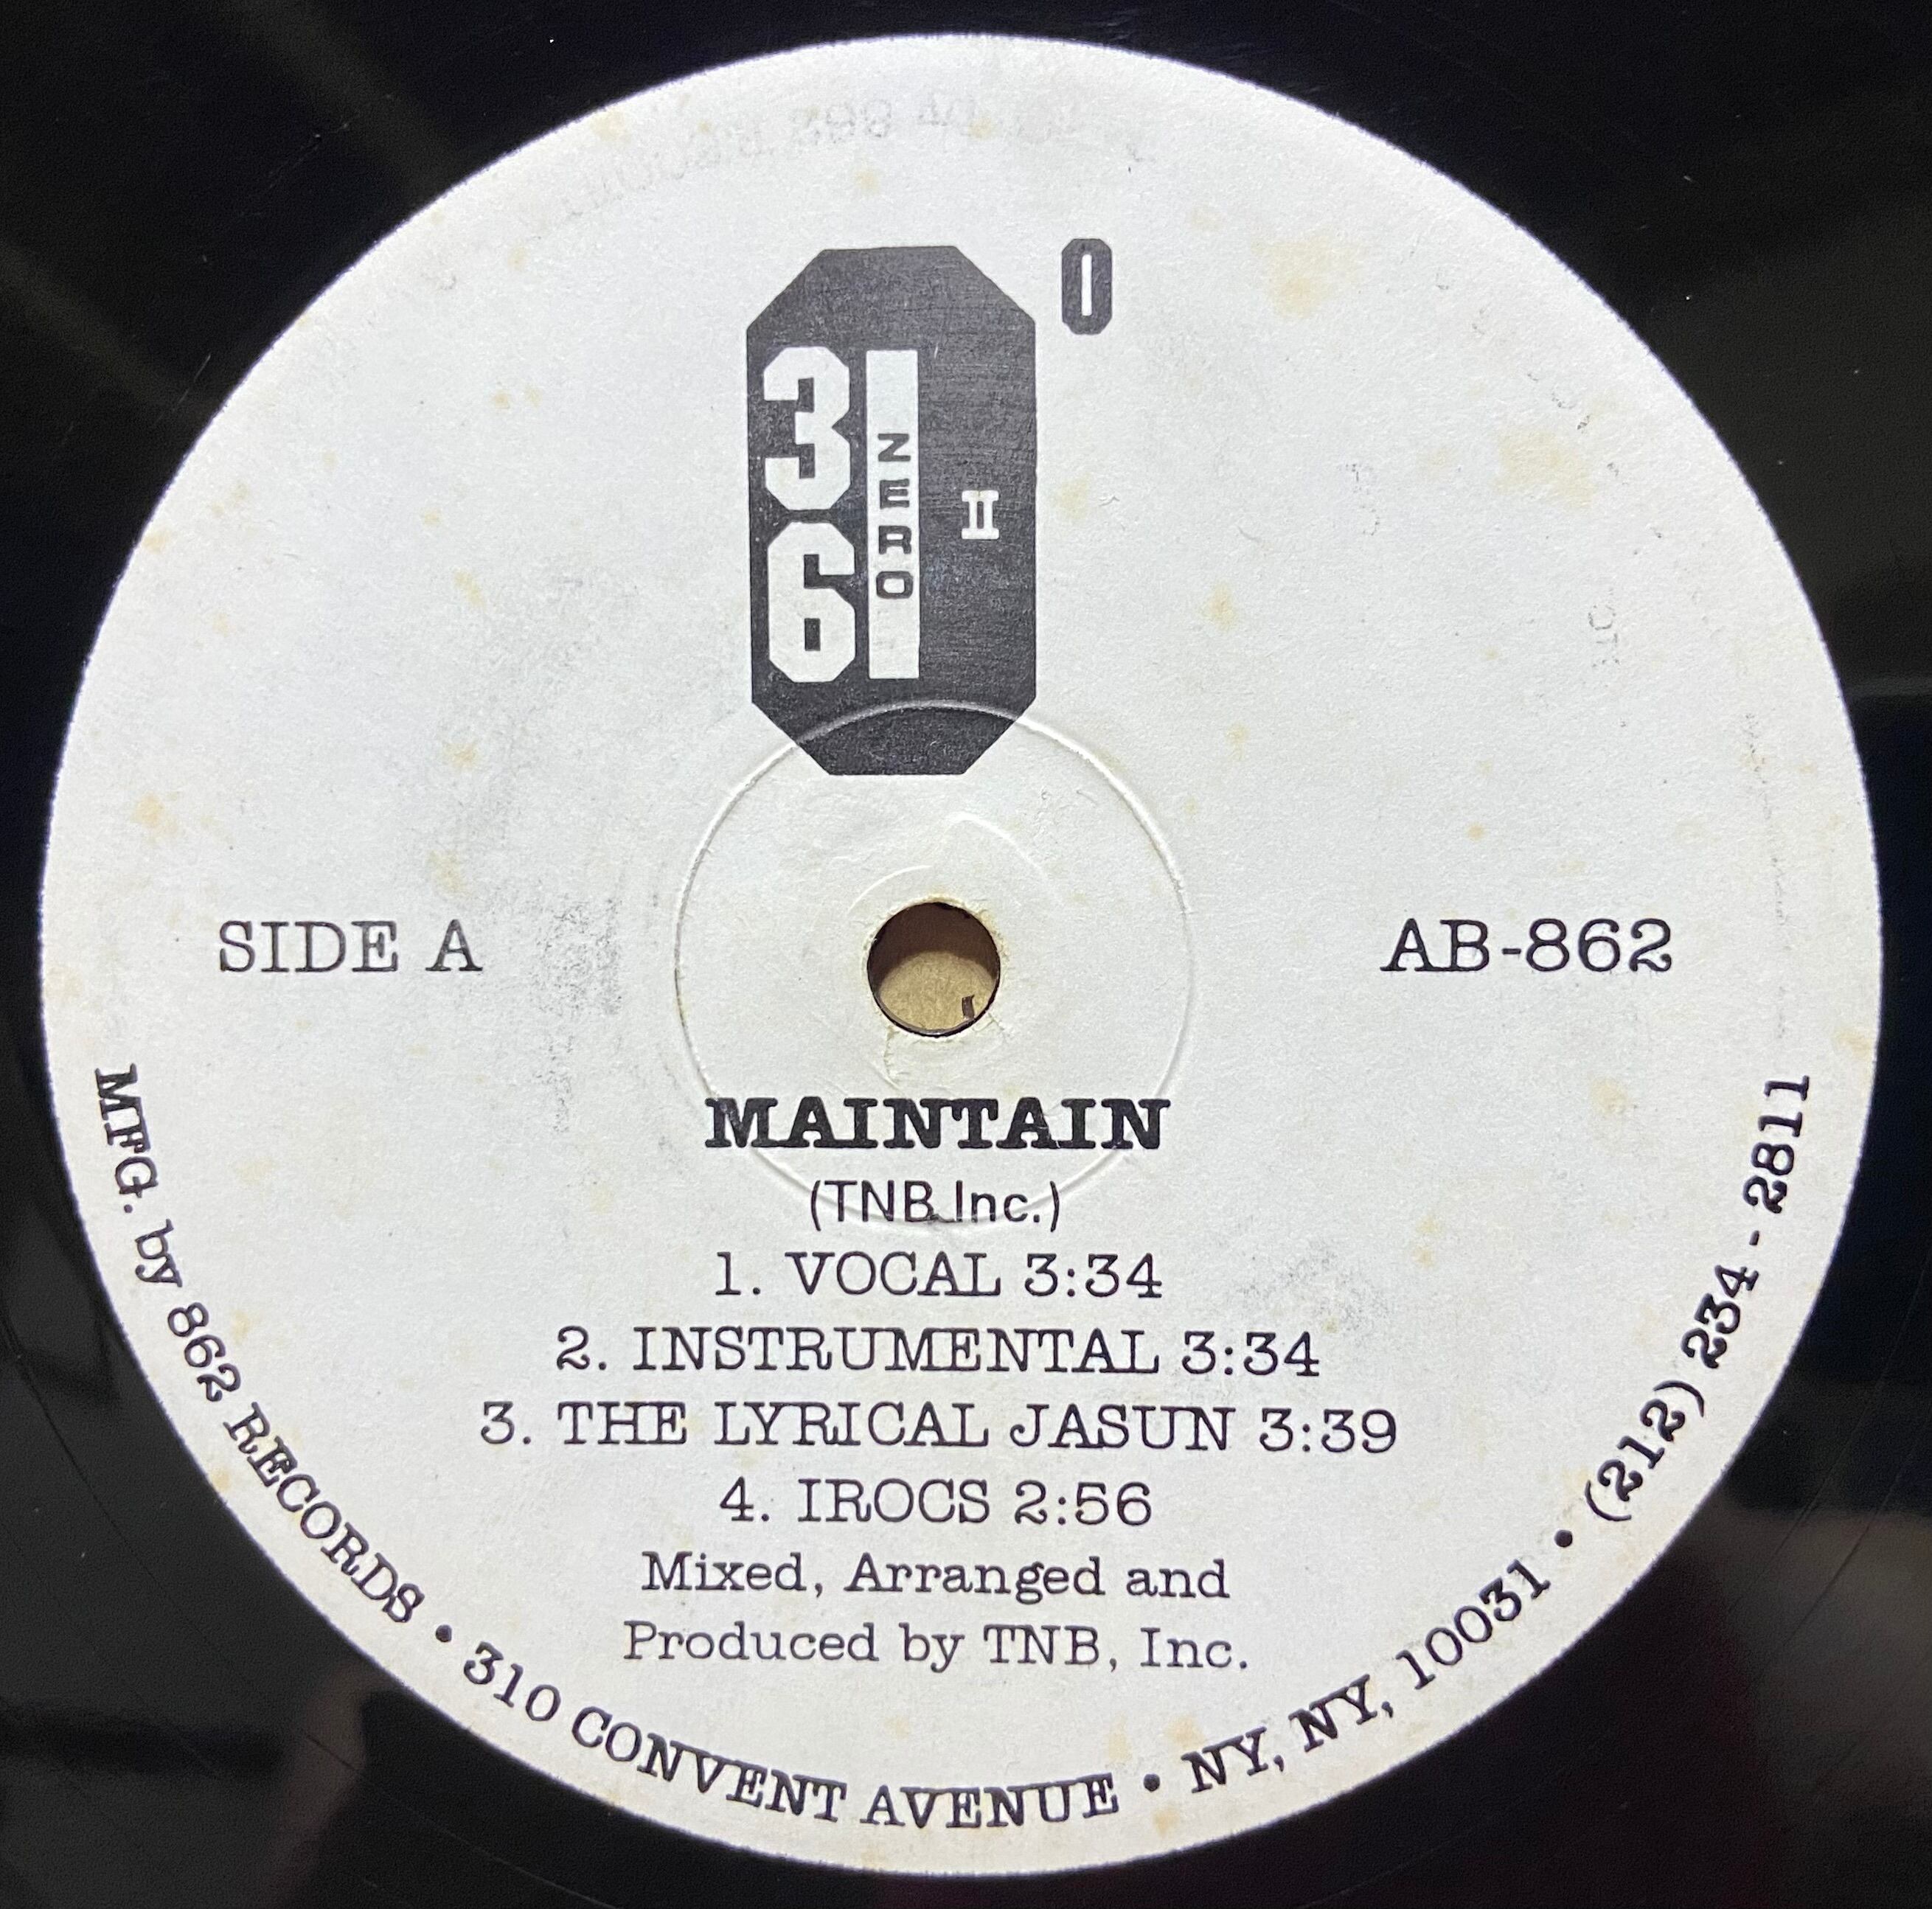 0
3
6
ZERO
II
SIDE A
AB-862
MAINTAIN
(TNB Inc.)
1. VOCAL 3:34
2. INSTRUMENTAL 3:34
3. THE LYRICAL JASUN 3:39
4. IROCS 2:56
Mixed, Arranged and
Produced by TNB, Inc.
MFG. by 862 RECORDS • 310 CONVENT AVENUE • NY, NY, 10031 • (212) 234 - 2811